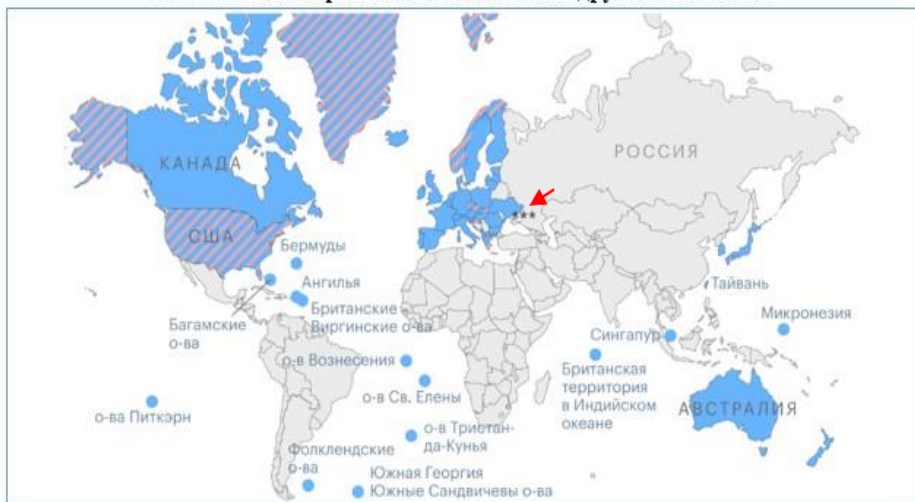 КАНАДА
РОССИЯ
США
Бермуды
Ангилья
Британские
Виргинские о-ва
Багамские
о-ва
Тайвань
Микронезия
Сингапур
о-в Вознесения
о-в Св. Елены
Британская
территория
в Индийском
океане
о-ва Питкэрн
АВСТРАЛИЯ
о-в Тристан-
да-Кунья
Фолклендские
о-ва
Южная Георгия
Южные Сандвичевы о-ва
***